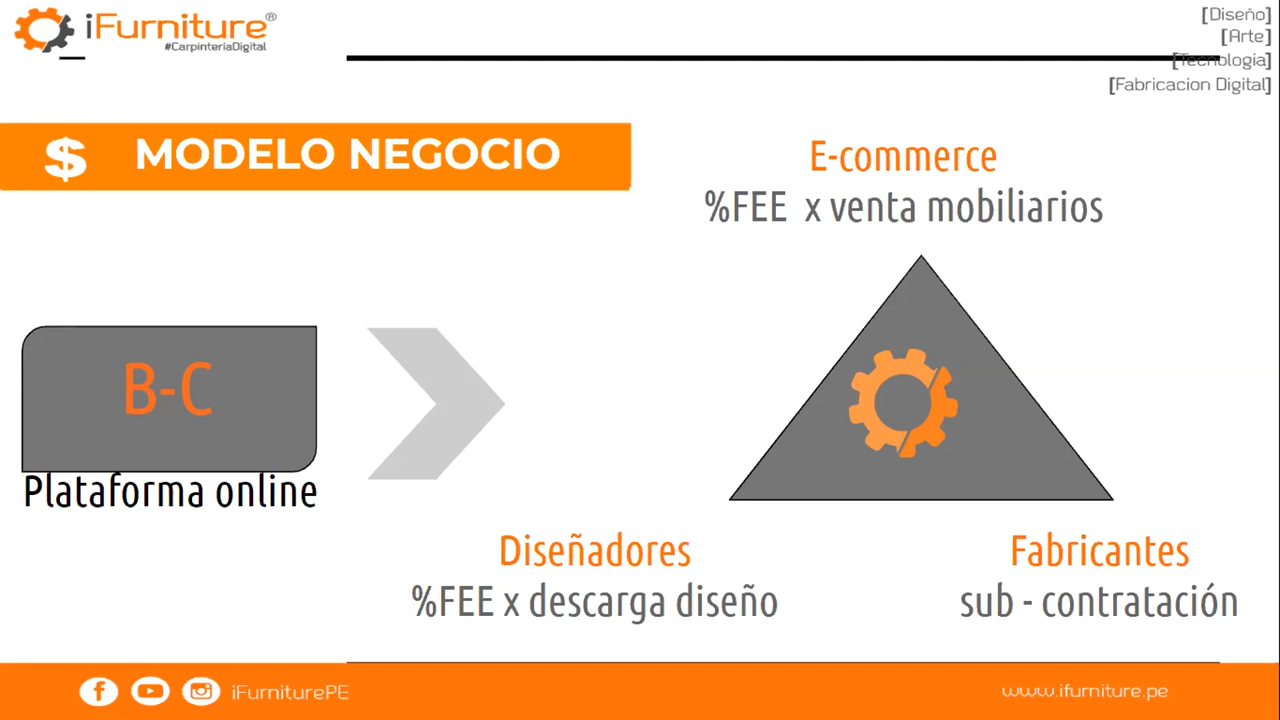 iFurniture®
#CarpinteriaDigital
[Diseño]
[Arte]
[Tecnologia]
[Fabricacion Digital]
$ MODELO NEGOCIO
E-commerce
%FEE x venta mobiliarios
B-C
Plataforma online
Diseñadores
%FEE x descarga diseño
Fabricantes
sub - contratación
iFurniturePE
www.ifurniture.pe